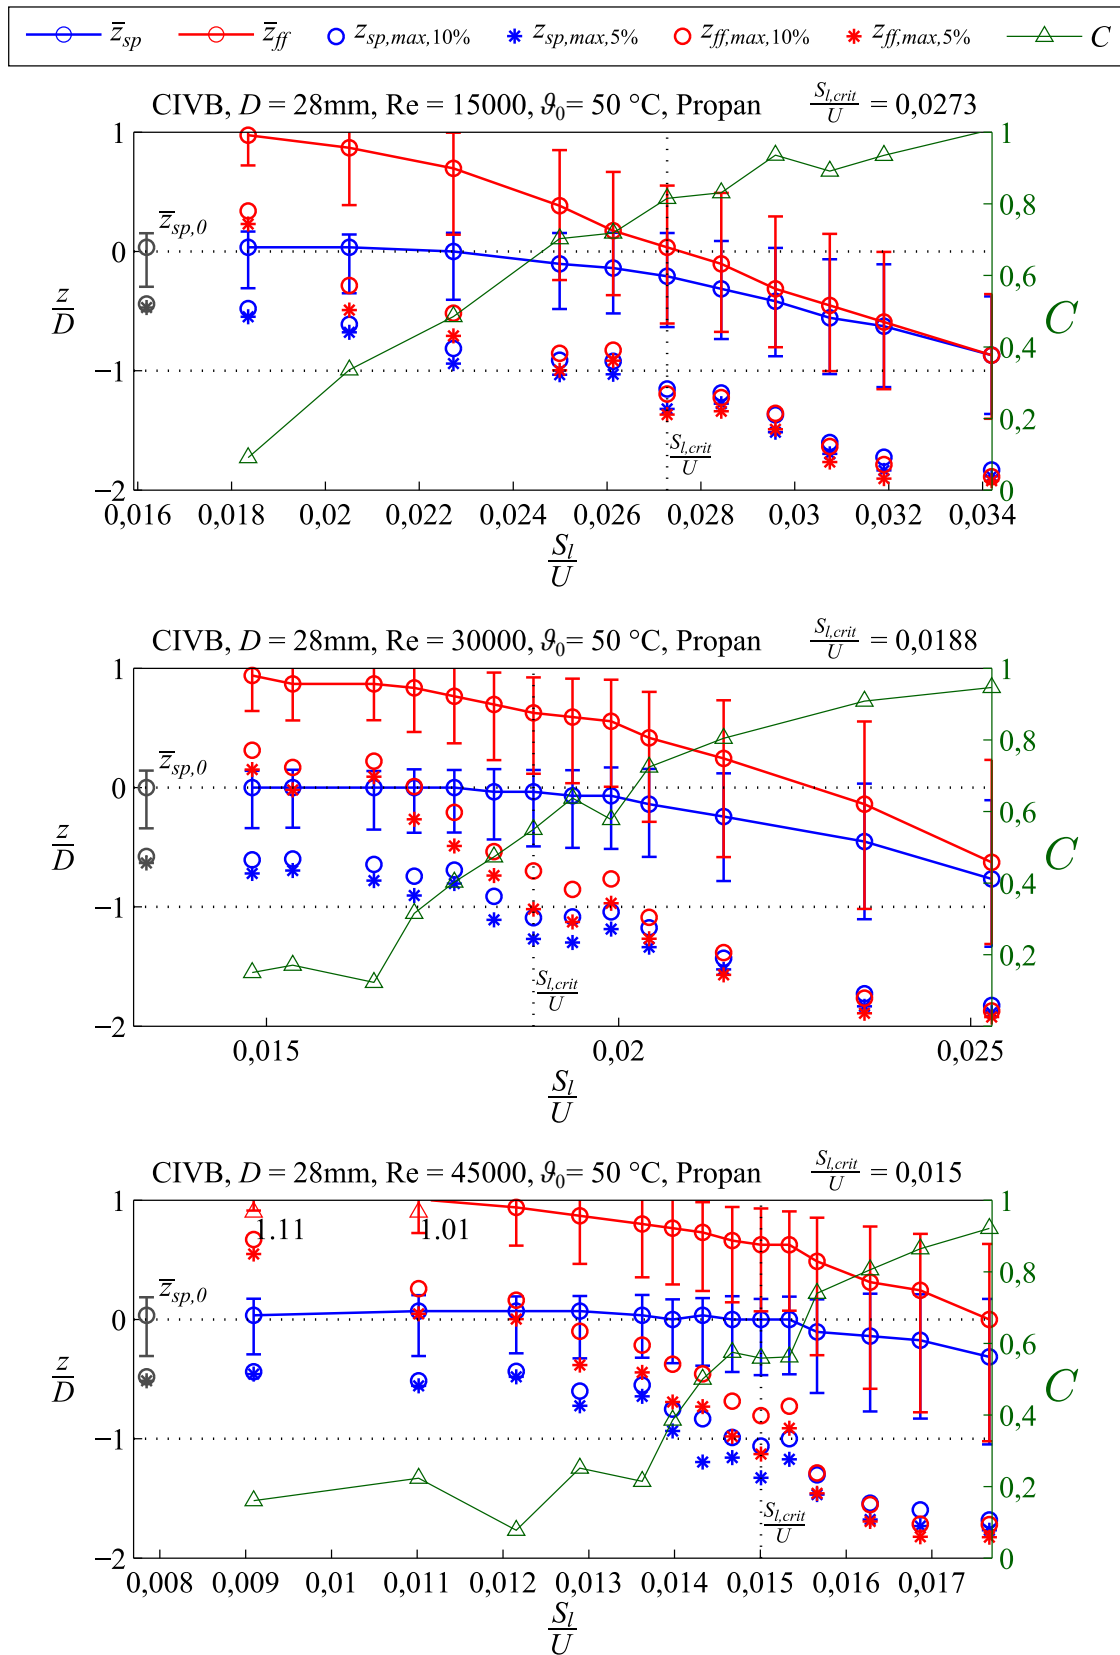 z̄sp z̄ff zsp,max,10% zsp,max,5% zff,max,10% zff,max,5% C
CIVB, D = 28mm, Re = 15000, ϑ0= 50 °C, Propan Sl,crit/U = 0,0273
1 0 −1 −2
z/D
z̄sp,0
Sl,crit/U
1 0,8 0,6 0,4 0,2 0
C
0,016 0,018 0,02 0,022 0,024 0,026 0,028 0,03 0,032 0,034
Sl/U
CIVB, D = 28mm, Re = 30000, ϑ0= 50 °C, Propan Sl,crit/U = 0,0188
1 0 −1 −2
z/D
z̄sp,0
Sl,crit/U
1 0,8 0,6 0,4 0,2 0
C
0,015 0,02 0,025
Sl/U
CIVB, D = 28mm, Re = 45000, ϑ0= 50 °C, Propan Sl,crit/U = 0,015
1 0 −1 −2
z/D
1.11 1.01
z̄sp,0
Sl,crit/U
1 0,8 0,6 0,4 0,2 0
C
0,008 0,009 0,01 0,011 0,012 0,013 0,014 0,015 0,016 0,017
Sl/U